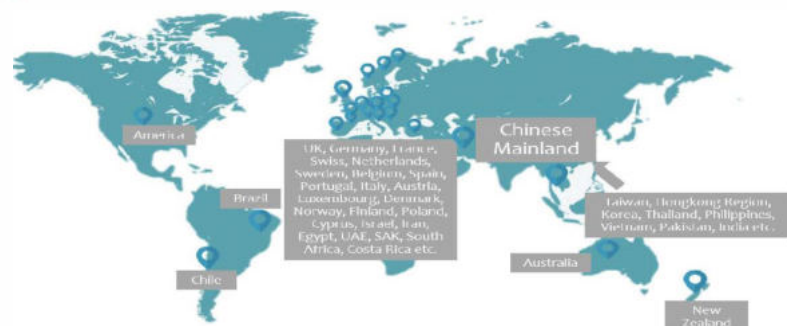 America
Brazil
Chile
UK, Germany, France,
Swiss, Netherlands,
Sweden, Belgium, Spain,
Portugal, Italy, Austria,
Luxembourg, Denmark,
Norway, Finland, Poland,
Cyprus, Israel, Iran,
Egypt, UAE, SAK, South
Africa, Costa Rica etc.
Chinese
Mainland
Taiwan, Hongkong Region,
Korea, Thailand, Philippines,
Vietnam, Pakistan, India etc.
Australia
New
Zealand